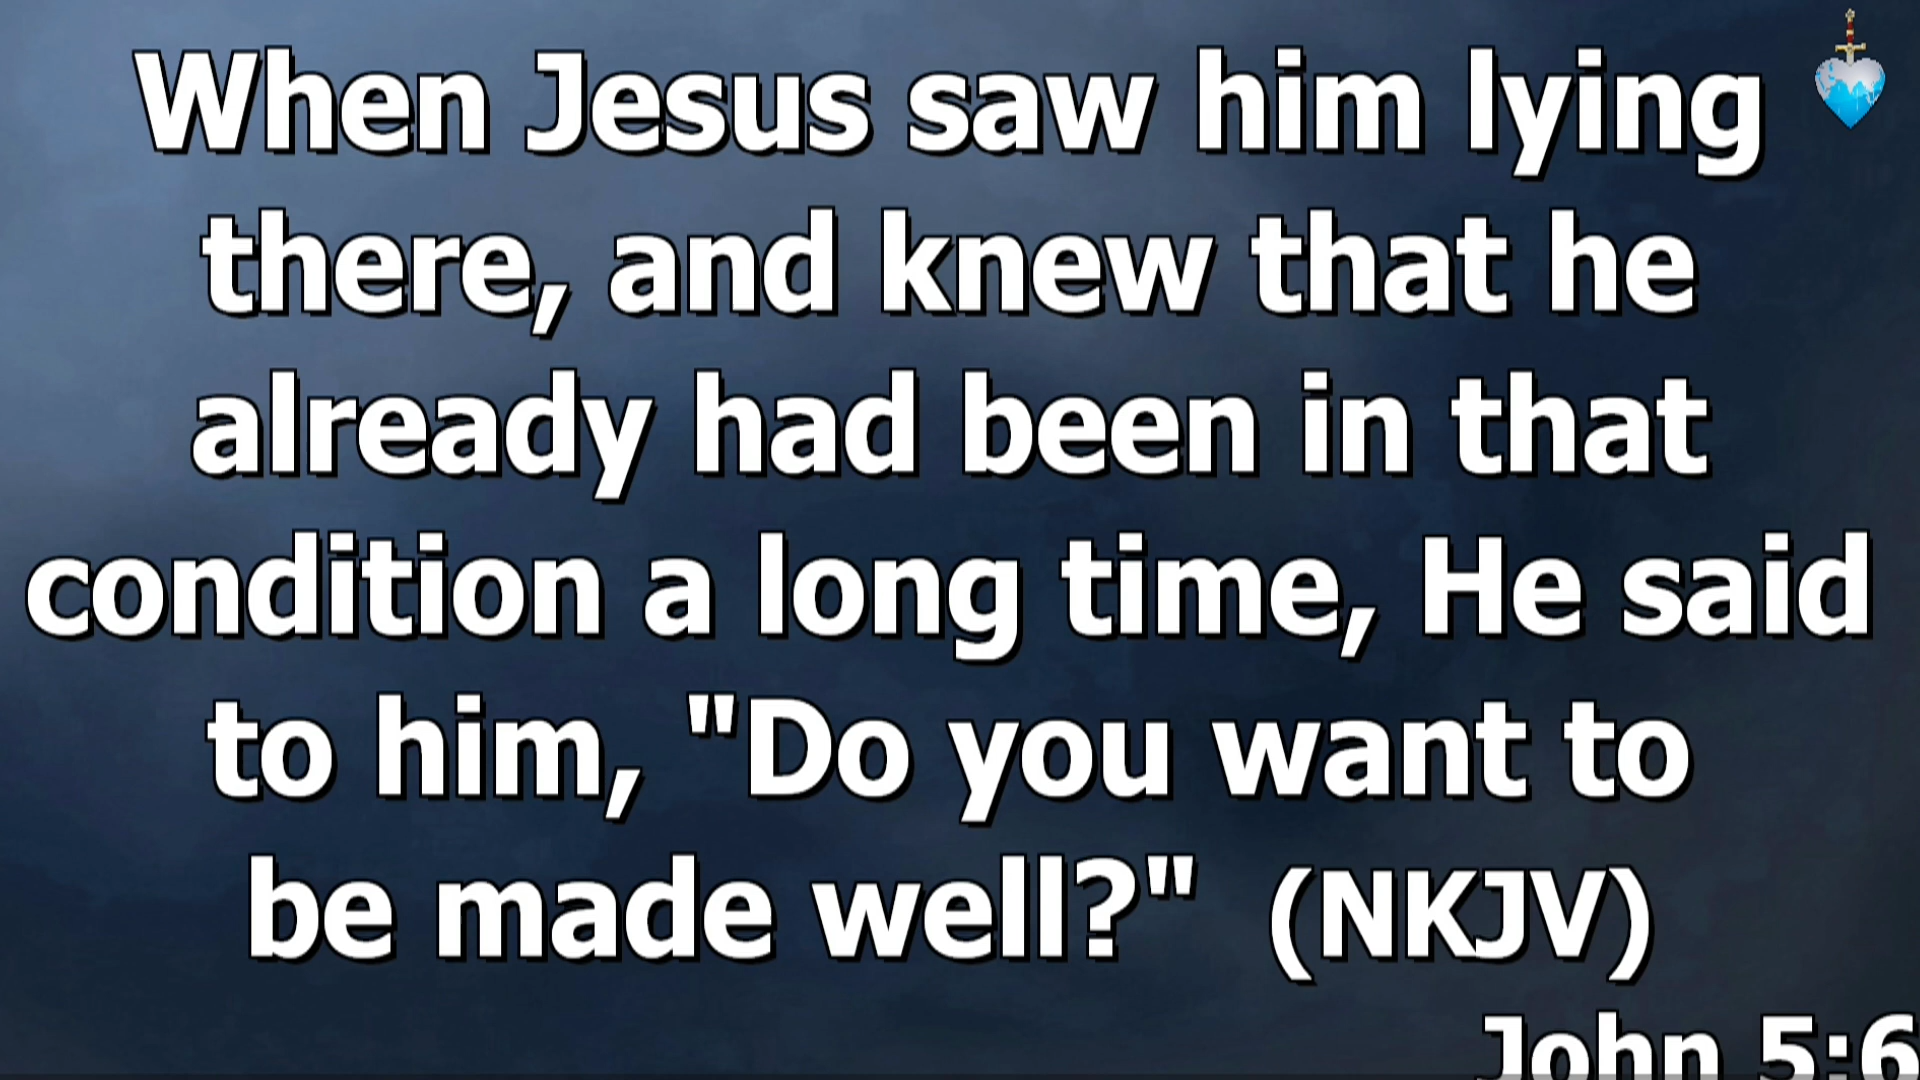 When Jesus saw him lying
there, and knew that he
already had been in that
condition a long time, He said
to him, "Do you want to
be made well?" (NKJV)
John 5:6